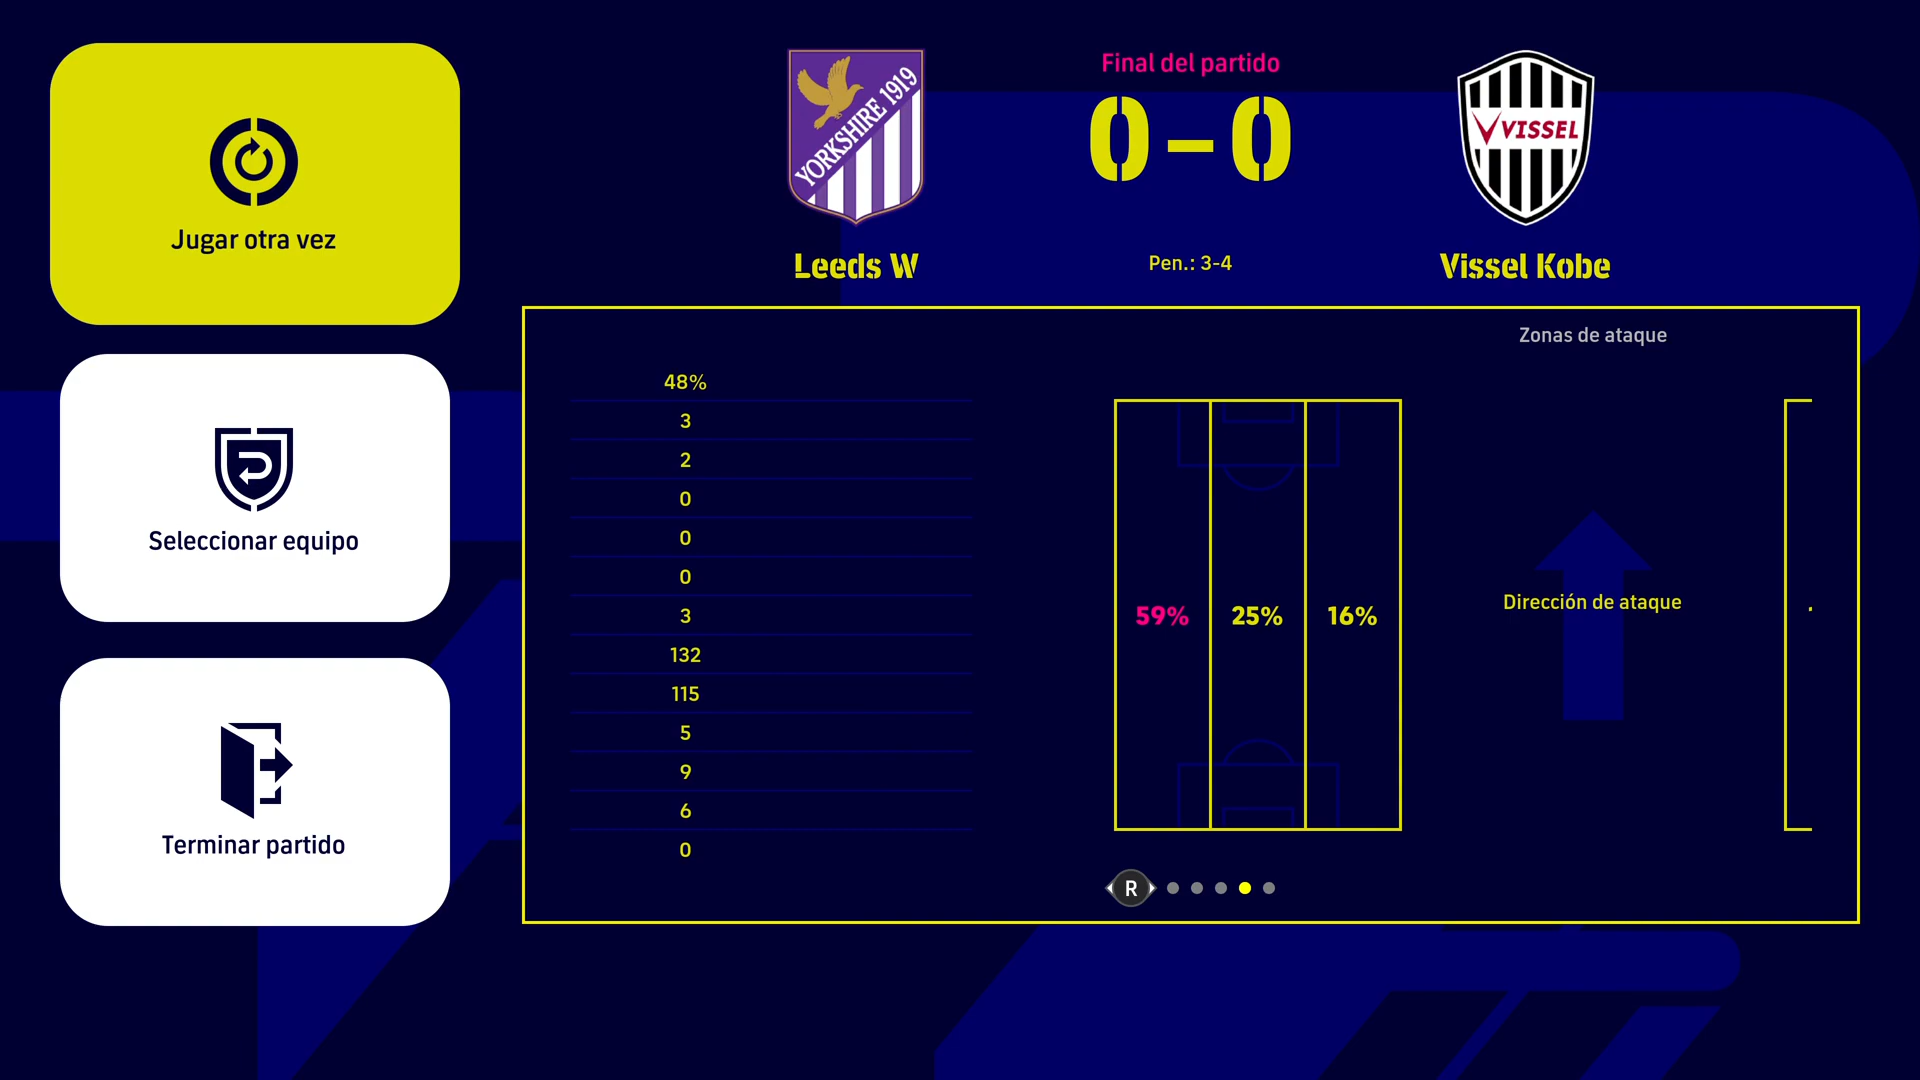 Jugar otra vez
Seleccionar equipo
Terminar partido
YORKSHIRE 1919
Leeds W
Final del partido
0 - 0
Pen.: 3-4
VISSEL
Vissel Kobe
Zonas de ataque
48%
3
2
0
0
0
3
132
115
5
9
6
0
59% 25% 16%
Dirección de ataque
R